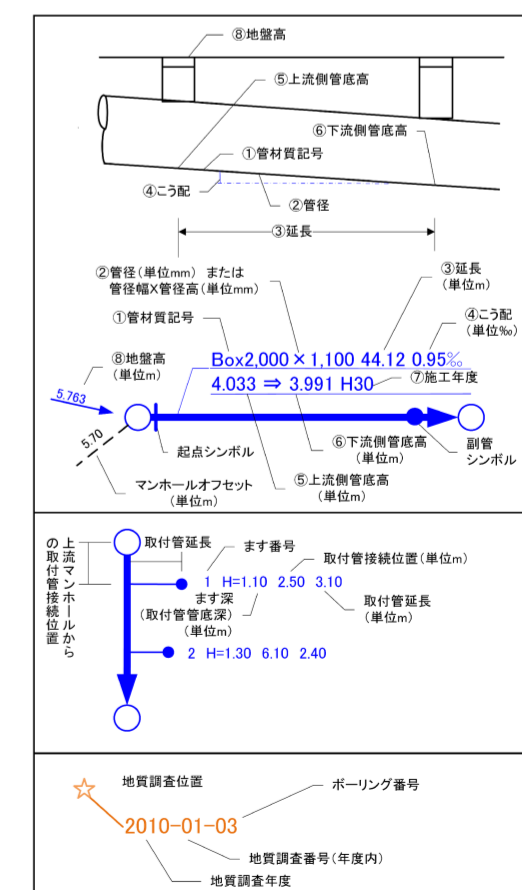 ⑧地盤高
⑤上流側管底高
⑥下流側管底高
①管材質記号
④こう配
②管径
③延長
②管径(単位mm) または
管径幅X管径高(単位mm)
③延長
(単位m)
①管材質記号
④こう配
(単位‰)
⑧地盤高
(単位m)
Box2,000×1,100 44.12 0.95‰
4.033 ⇒ 3.991 H30
⑦施工年度
5.763
5.70
起点シンボル
⑥下流側管底高
(単位m)
副管
シンボル
マンホールオフセット
(単位m)
⑤上流側管底高
(単位m)
上流マンホールから
の取付管接続位置
取付管延長
ます番号
取付管接続位置(単位m)
1 H=1.10 2.50 3.10
ます深
(取付管管底深)
(単位m)
取付管延長
(単位m)
2 H=1.30 6.10 2.40
地質調査位置
ボーリング番号
2010-01-03
地質調査番号(年度内)
地質調査年度